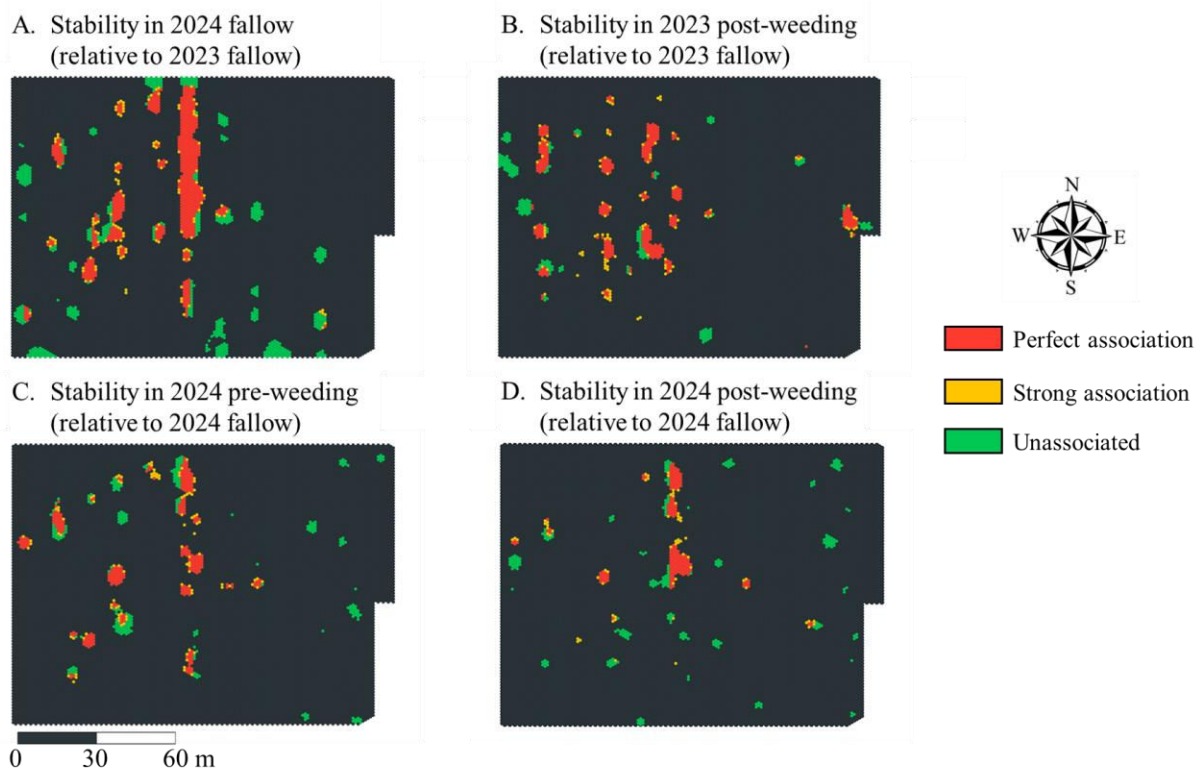 A. Stability in 2024 fallow
(relative to 2023 fallow)
B. Stability in 2023 post-weeding
(relative to 2023 fallow)
N
W E
S
Perfect association
Strong association
Unassociated
C. Stability in 2024 pre-weeding
(relative to 2024 fallow)
D. Stability in 2024 post-weeding
(relative to 2024 fallow)
0 30 60 m